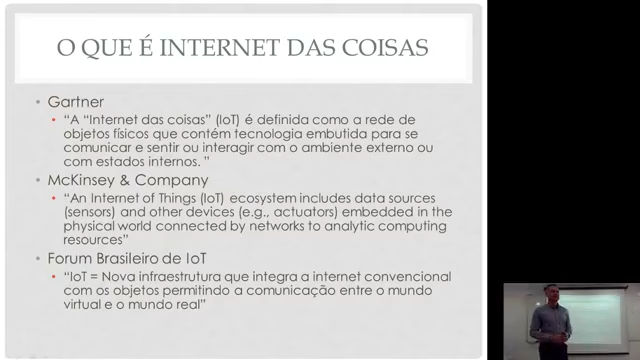 O QUE É INTERNET DAS COISAS
• Gartner
• “A “Internet das coisas” (IoT) é definida como a rede de
objetos físicos que contém tecnologia embutida para se
comunicar e sentir ou interagir com o ambiente externo ou
com estados internos. ”
• McKinsey & Company
• “An Internet of Things (IoT) ecosystem includes data sources
(sensors) and other devices (e.g., actuators) embedded in the
physical world connected by networks to analytic computing
resources”
• Forum Brasileiro de IoT
• “IoT = Nova infraestrutura que integra a internet convencional
com os objetos permitindo a comunicação entre o mundo
virtual e o mundo real”